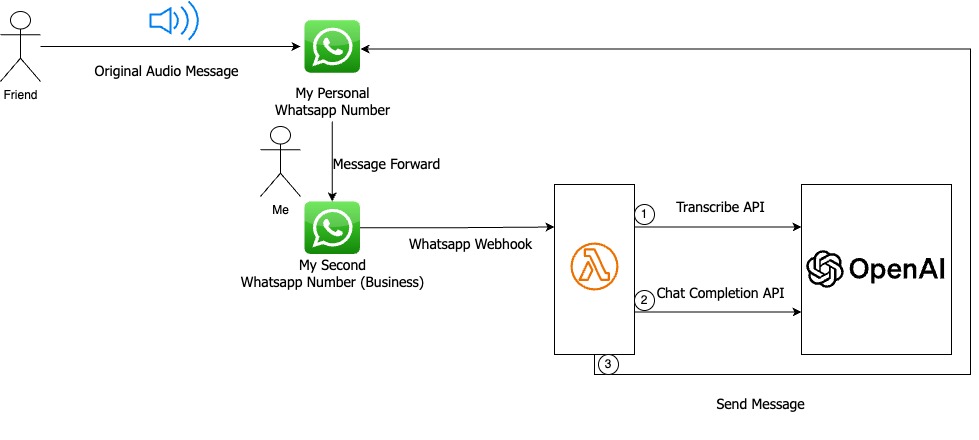 Original Audio Message
Friend
My Personal
Whatsapp Number
Message Forward
Me
My Second
Whatsapp Number (Business)
Whatsapp Webhook
1
Transcribe API
2
Chat Completion API
OpenAI
3
Send Message